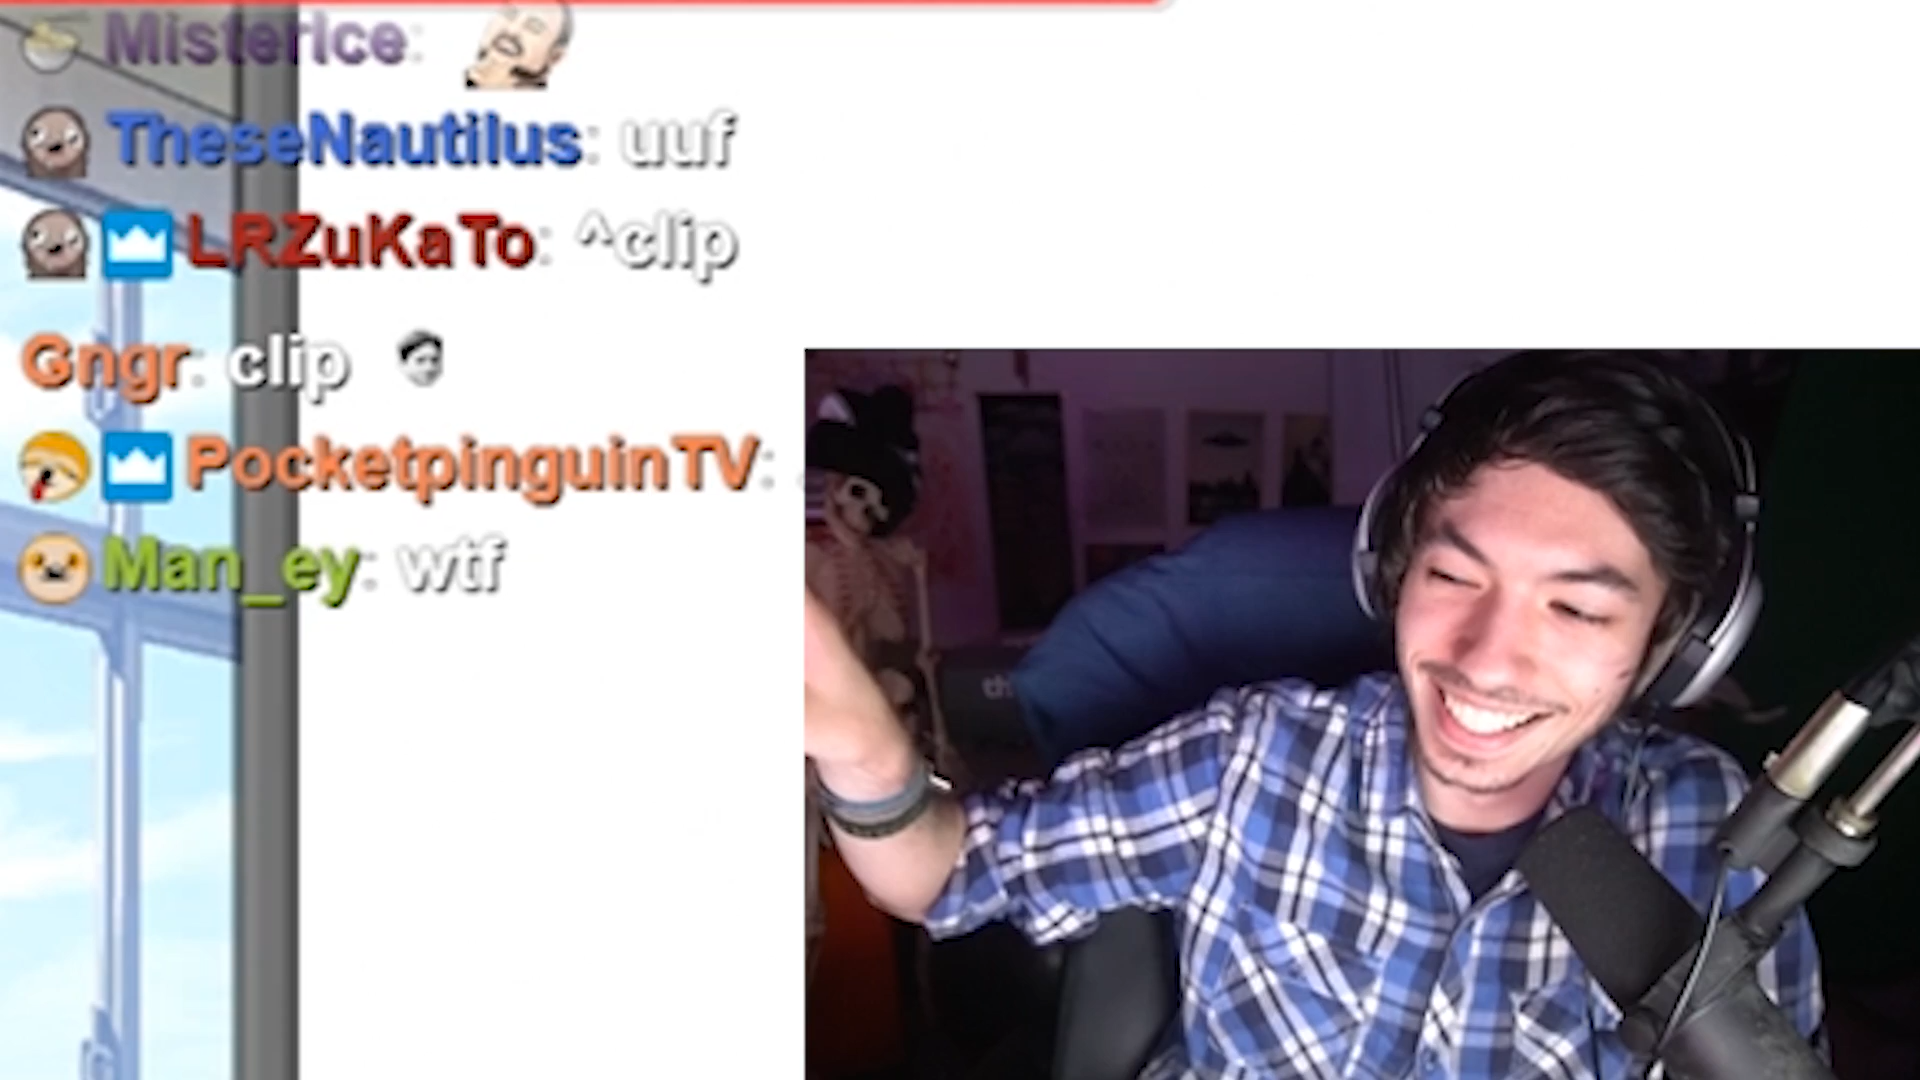 MisterIce:
TheseNautilus: uuf
LRZuKaTo: ^clip
Gngr: clip
PocketpinguinTV:
Man_ey: wtf